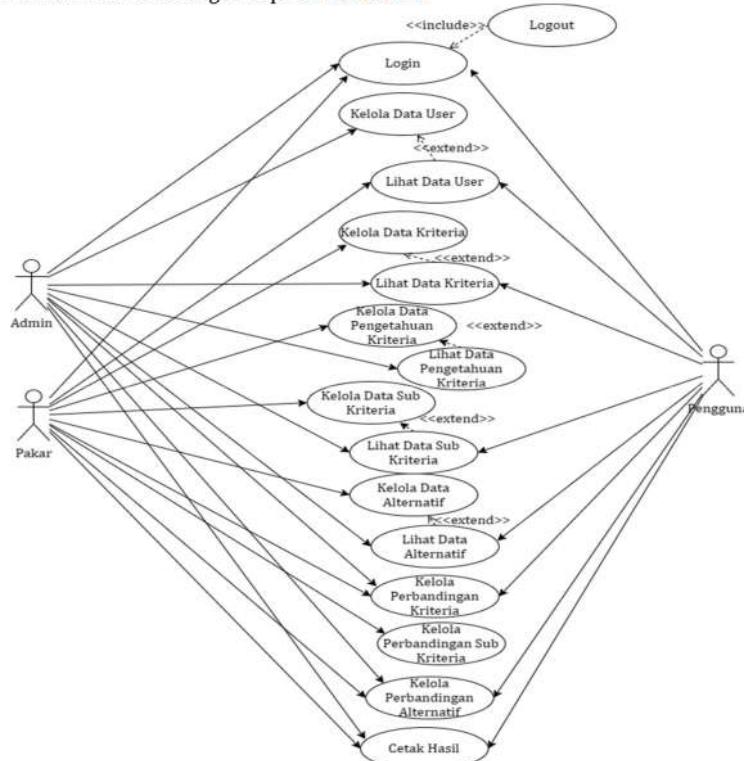 <<include>>
Logout
Login
Kelola Data User
<<extend>>
Lihat Data User
Kelola Data Kriteria
<<extend>>
Lihat Data Kriteria
Admin
Kelola Data
Pengetahuan
Kriteria
<<extend>>
Lihat Data
Pengetahuan
Kriteria
Kelola Data Sub
Kriteria
<<extend>>
Pengguna
Pakar
Lihat Data Sub
Kriteria
Kelola Data
Alternatif
<<extend>>
Lihat Data
Alternatif
Kelola
Perbandingan
Kriteria
Kelola
Perbandingan Sub
Kriteria
Kelola
Perbandingan
Alternatif
Cetak Hasil